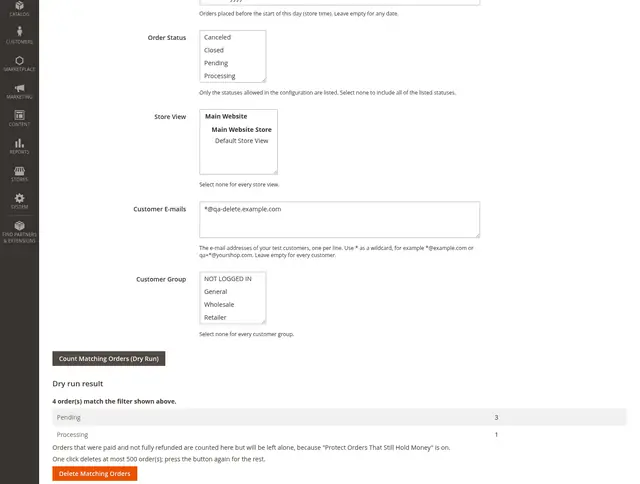 CATALOG
Orders placed before the start of this day (store time). Leave empty for any date.
CUSTOMERS
Order Status
Canceled
Closed
Pending
Processing
MARKETPLACE
Only the statuses allowed in the configuration are listed. Select none to include all of the listed statuses.
MARKETING
Store View
Main Website
Main Website Store
Default Store View
CONTENT
REPORTS
STORES
Select none for every store view.
SYSTEM
Customer E-mails
*@qa-delete.example.com
FIND PARTNERS
& EXTENSIONS
The e-mail addresses of your test customers, one per line. Use * as a wildcard, for example *@example.com or
qa+*@yourshop.com. Leave empty for every customer.
Customer Group
NOT LOGGED IN
General
Wholesale
Retailer
Select none for every customer group.
Count Matching Orders (Dry Run)
Dry run result
4 order(s) match the filter shown above.
Pending 3
Processing 1
Orders that were paid and not fully refunded are counted here but will be left alone, because "Protect Orders That Still Hold Money" is on.
One click deletes at most 500 order(s); press the button again for the rest.
Delete Matching Orders